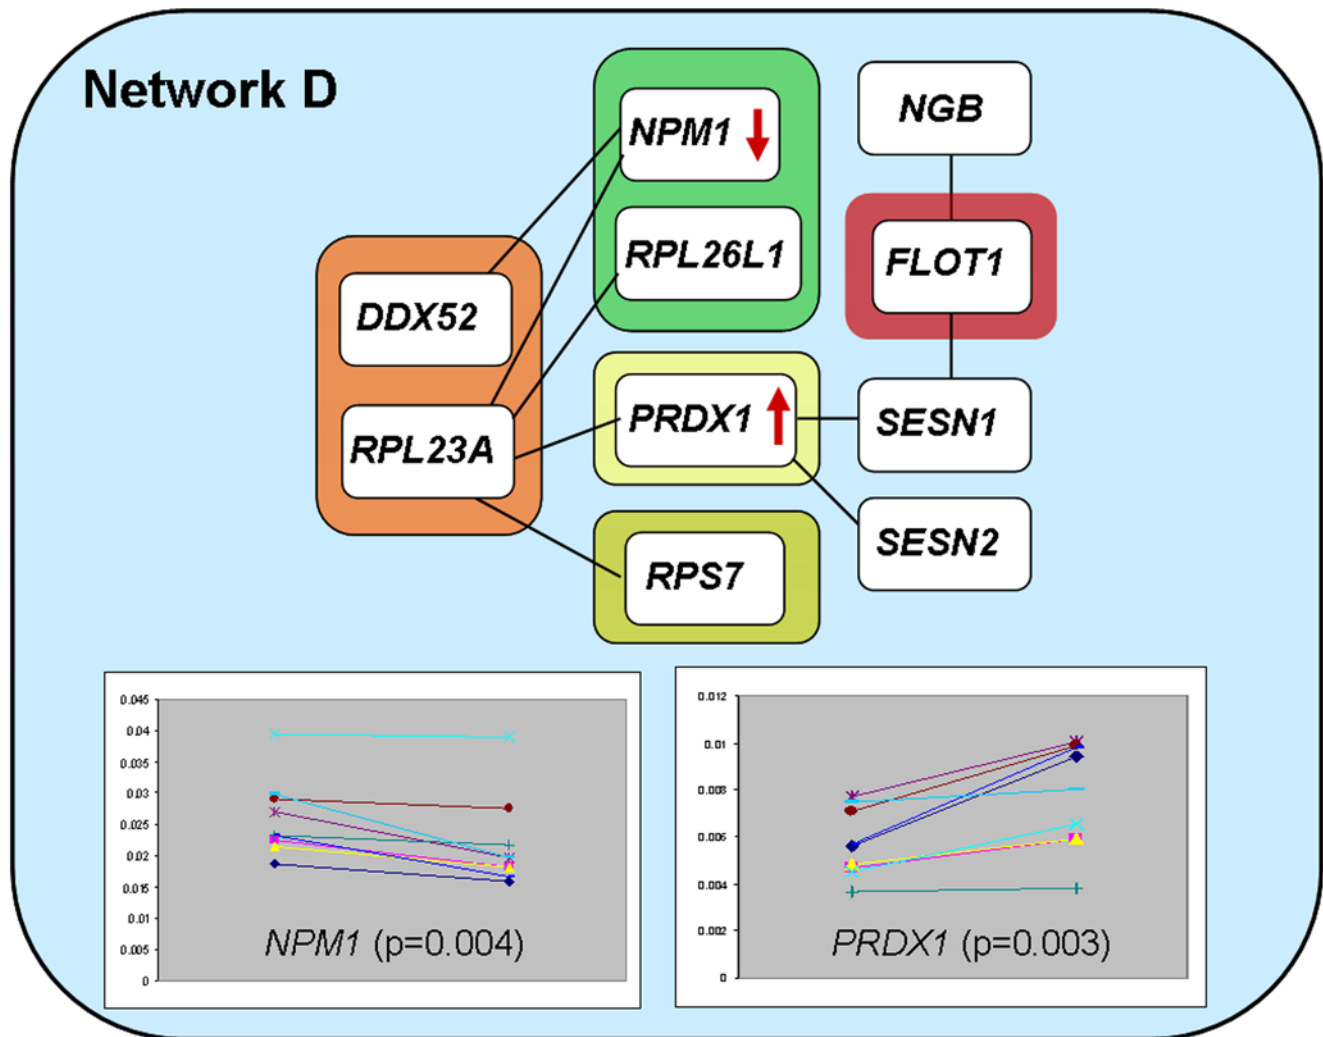 Network D
NPM1
NGB
RPL26L1
FLOT1
DDX52
PRDX1
SESN1
RPL23A
SESN2
RPS7
0.045
0.04
0.035
0.03
0.025
0.02
0.015
0.01
0.005
0
NPM1 (p=0.004)
0.012
0.01
0.008
0.006
0.004
0.002
0
PRDX1 (p=0.003)